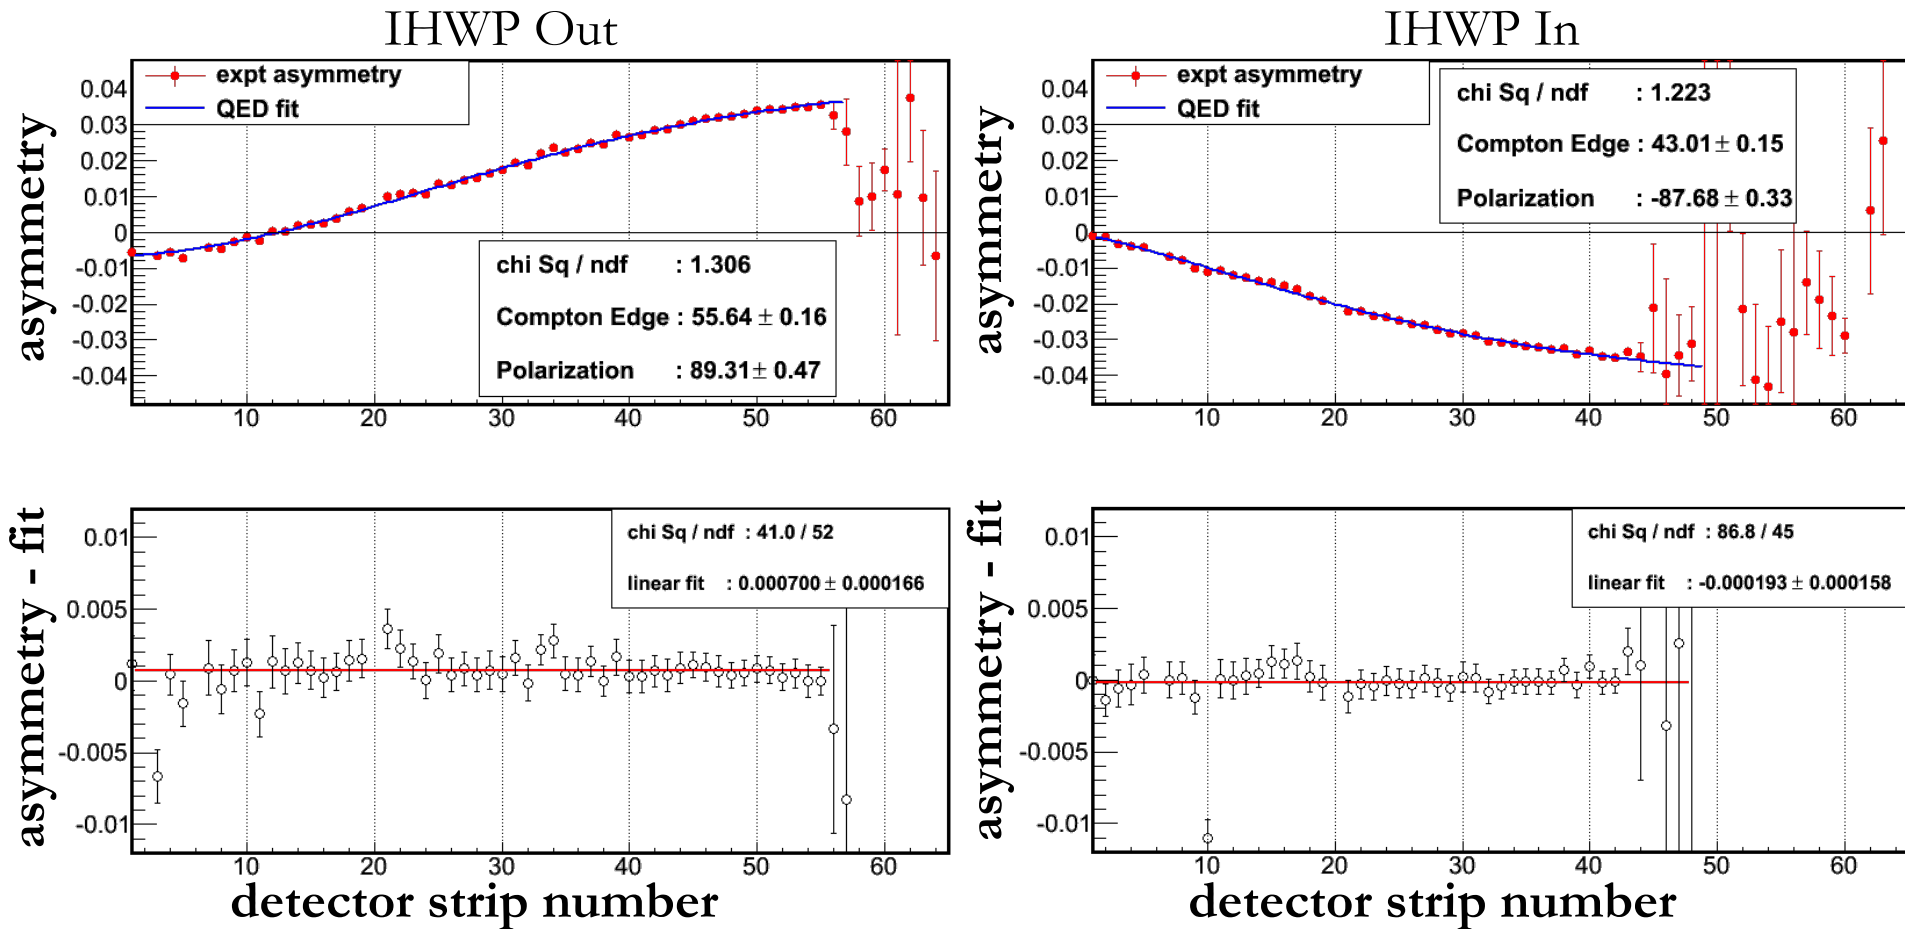 IHWP Out
asymmetry
expt asymmetry
QED fit
0.04
0.03
0.02
0.01
0
-0.01
-0.02
-0.03
-0.04
chi Sq / ndf : 1.306
Compton Edge : 55.64 ± 0.16
Polarization : 89.31 ± 0.47
10 20 30 40 50 60
IHWP In
asymmetry
expt asymmetry
QED fit
0.04
0.03
0.02
0.01
0
-0.01
-0.02
-0.03
-0.04
chi Sq / ndf : 1.223
Compton Edge : 43.01 ± 0.15
Polarization : -87.68 ± 0.33
10 20 30 40 50 60
asymmetry - fit
0.01
0.005
0
-0.005
-0.01
chi Sq / ndf : 41.0 / 52
linear fit : 0.000700 ± 0.000166
10 20 30 40 50 60
detector strip number
asymmetry - fit
0.01
0.005
0
-0.005
-0.01
chi Sq / ndf : 86.8 / 45
linear fit : -0.000193 ± 0.000158
10 20 30 40 50 60
detector strip number